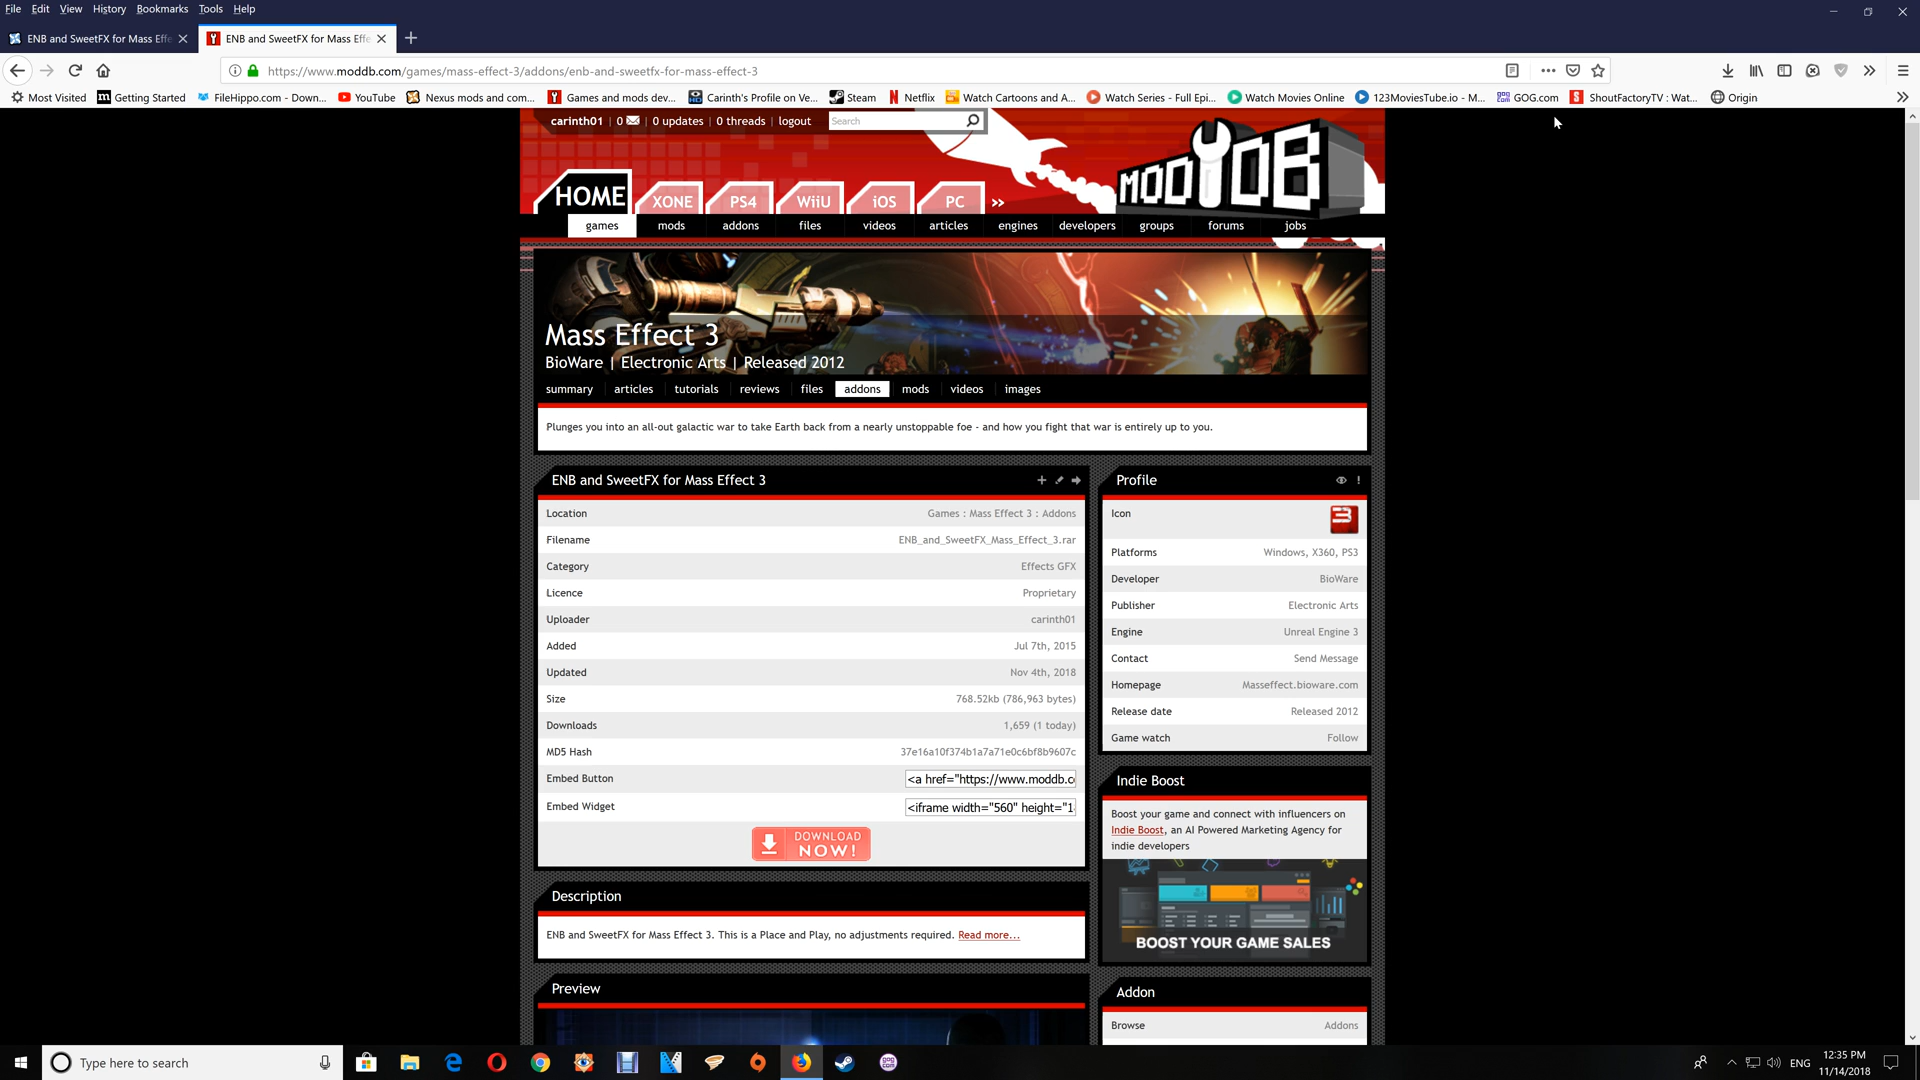 File Edit View History Bookmarks Tools Help
ENB and SweetFX for Mass Effe
ENB and SweetFX for Mass Effe
https://www.moddb.com/games/mass-effect-3/addons/enb-and-sweetfx-for-mass-effect-3
Most Visited Getting Started FileHippo.com - Down... YouTube Nexus mods and com... Games and mods dev... Carinth's Profile on Ve... Steam Netflix Watch Cartoons and A... Watch Series - Full Epi... Watch Movies Online 123MoviesTube.io - M... GOG.com ShoutFactoryTV : Wat... Origin
carinth01 | 0 | 0 updates | 0 threads | logout Search
MOD DB
HOME XONE PS4 WiiU iOS PC »
games mods addons files videos articles engines developers groups forums jobs
Mass Effect 3
BioWare | Electronic Arts | Released 2012
summary articles tutorials reviews files addons mods videos images
Plunges you into an all-out galactic war to take Earth back from a nearly unstoppable foe - and how you fight that war is entirely up to you.
ENB and SweetFX for Mass Effect 3
Location Games : Mass Effect 3 : Addons
Filename ENB_and_SweetFX_Mass_Effect_3.rar
Category Effects GFX
Licence Proprietary
Uploader carinth01
Added Jul 7th, 2015
Updated Nov 4th, 2018
Size 768.52kb (786,963 bytes)
Downloads 1,659 (1 today)
MD5 Hash 37e16a10f374b1a7a71e0c6bf8b9607c
Embed Button <a href="https://www.moddb.c
Embed Widget <iframe width="560" height="1
DOWNLOAD
NOW!
Description
ENB and SweetFX for Mass Effect 3. This is a Place and Play, no adjustments required. Read more...
Preview
Profile
Icon 3
Platforms Windows, X360, PS3
Developer BioWare
Publisher Electronic Arts
Engine Unreal Engine 3
Contact Send Message
Homepage Masseffect.bioware.com
Release date Released 2012
Game watch Follow
Indie Boost
Boost your game and connect with influencers on
Indie Boost, an AI Powered Marketing Agency for
indie developers
BOOST YOUR GAME SALES
Addon
Browse Addons
Type here to search
ENG
12:35 PM
11/14/2018